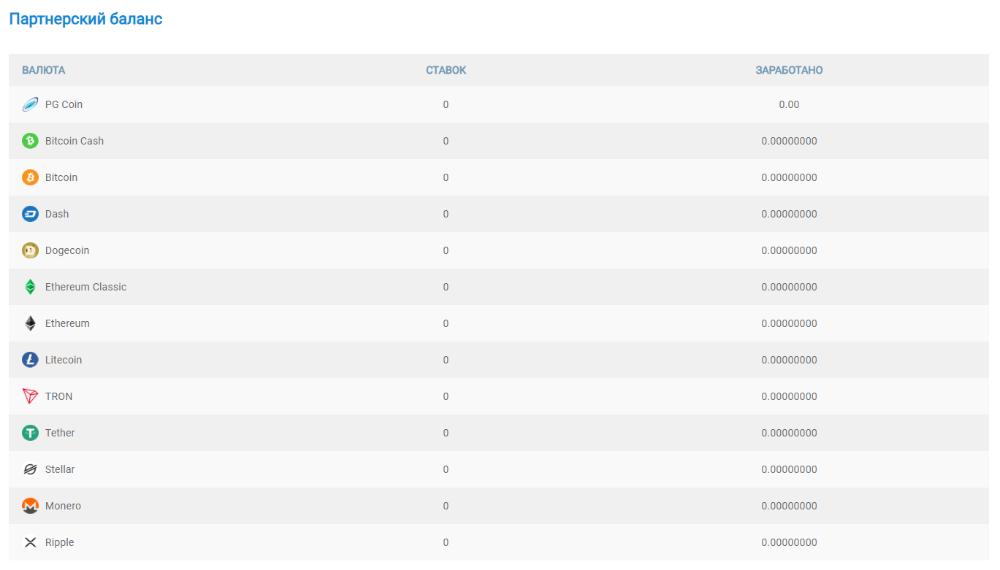 Партнерский баланс
ВАЛЮТА СТАВОК ЗАРАБОТАНО
PG Coin 0 0.00
Bitcoin Cash 0 0.00000000
Bitcoin 0 0.00000000
Dash 0 0.00000000
Dogecoin 0 0.00000000
Ethereum Classic 0 0.00000000
Ethereum 0 0.00000000
Litecoin 0 0.00000000
TRON 0 0.00000000
Tether 0 0.00000000
Stellar 0 0.00000000
Monero 0 0.00000000
Ripple 0 0.00000000